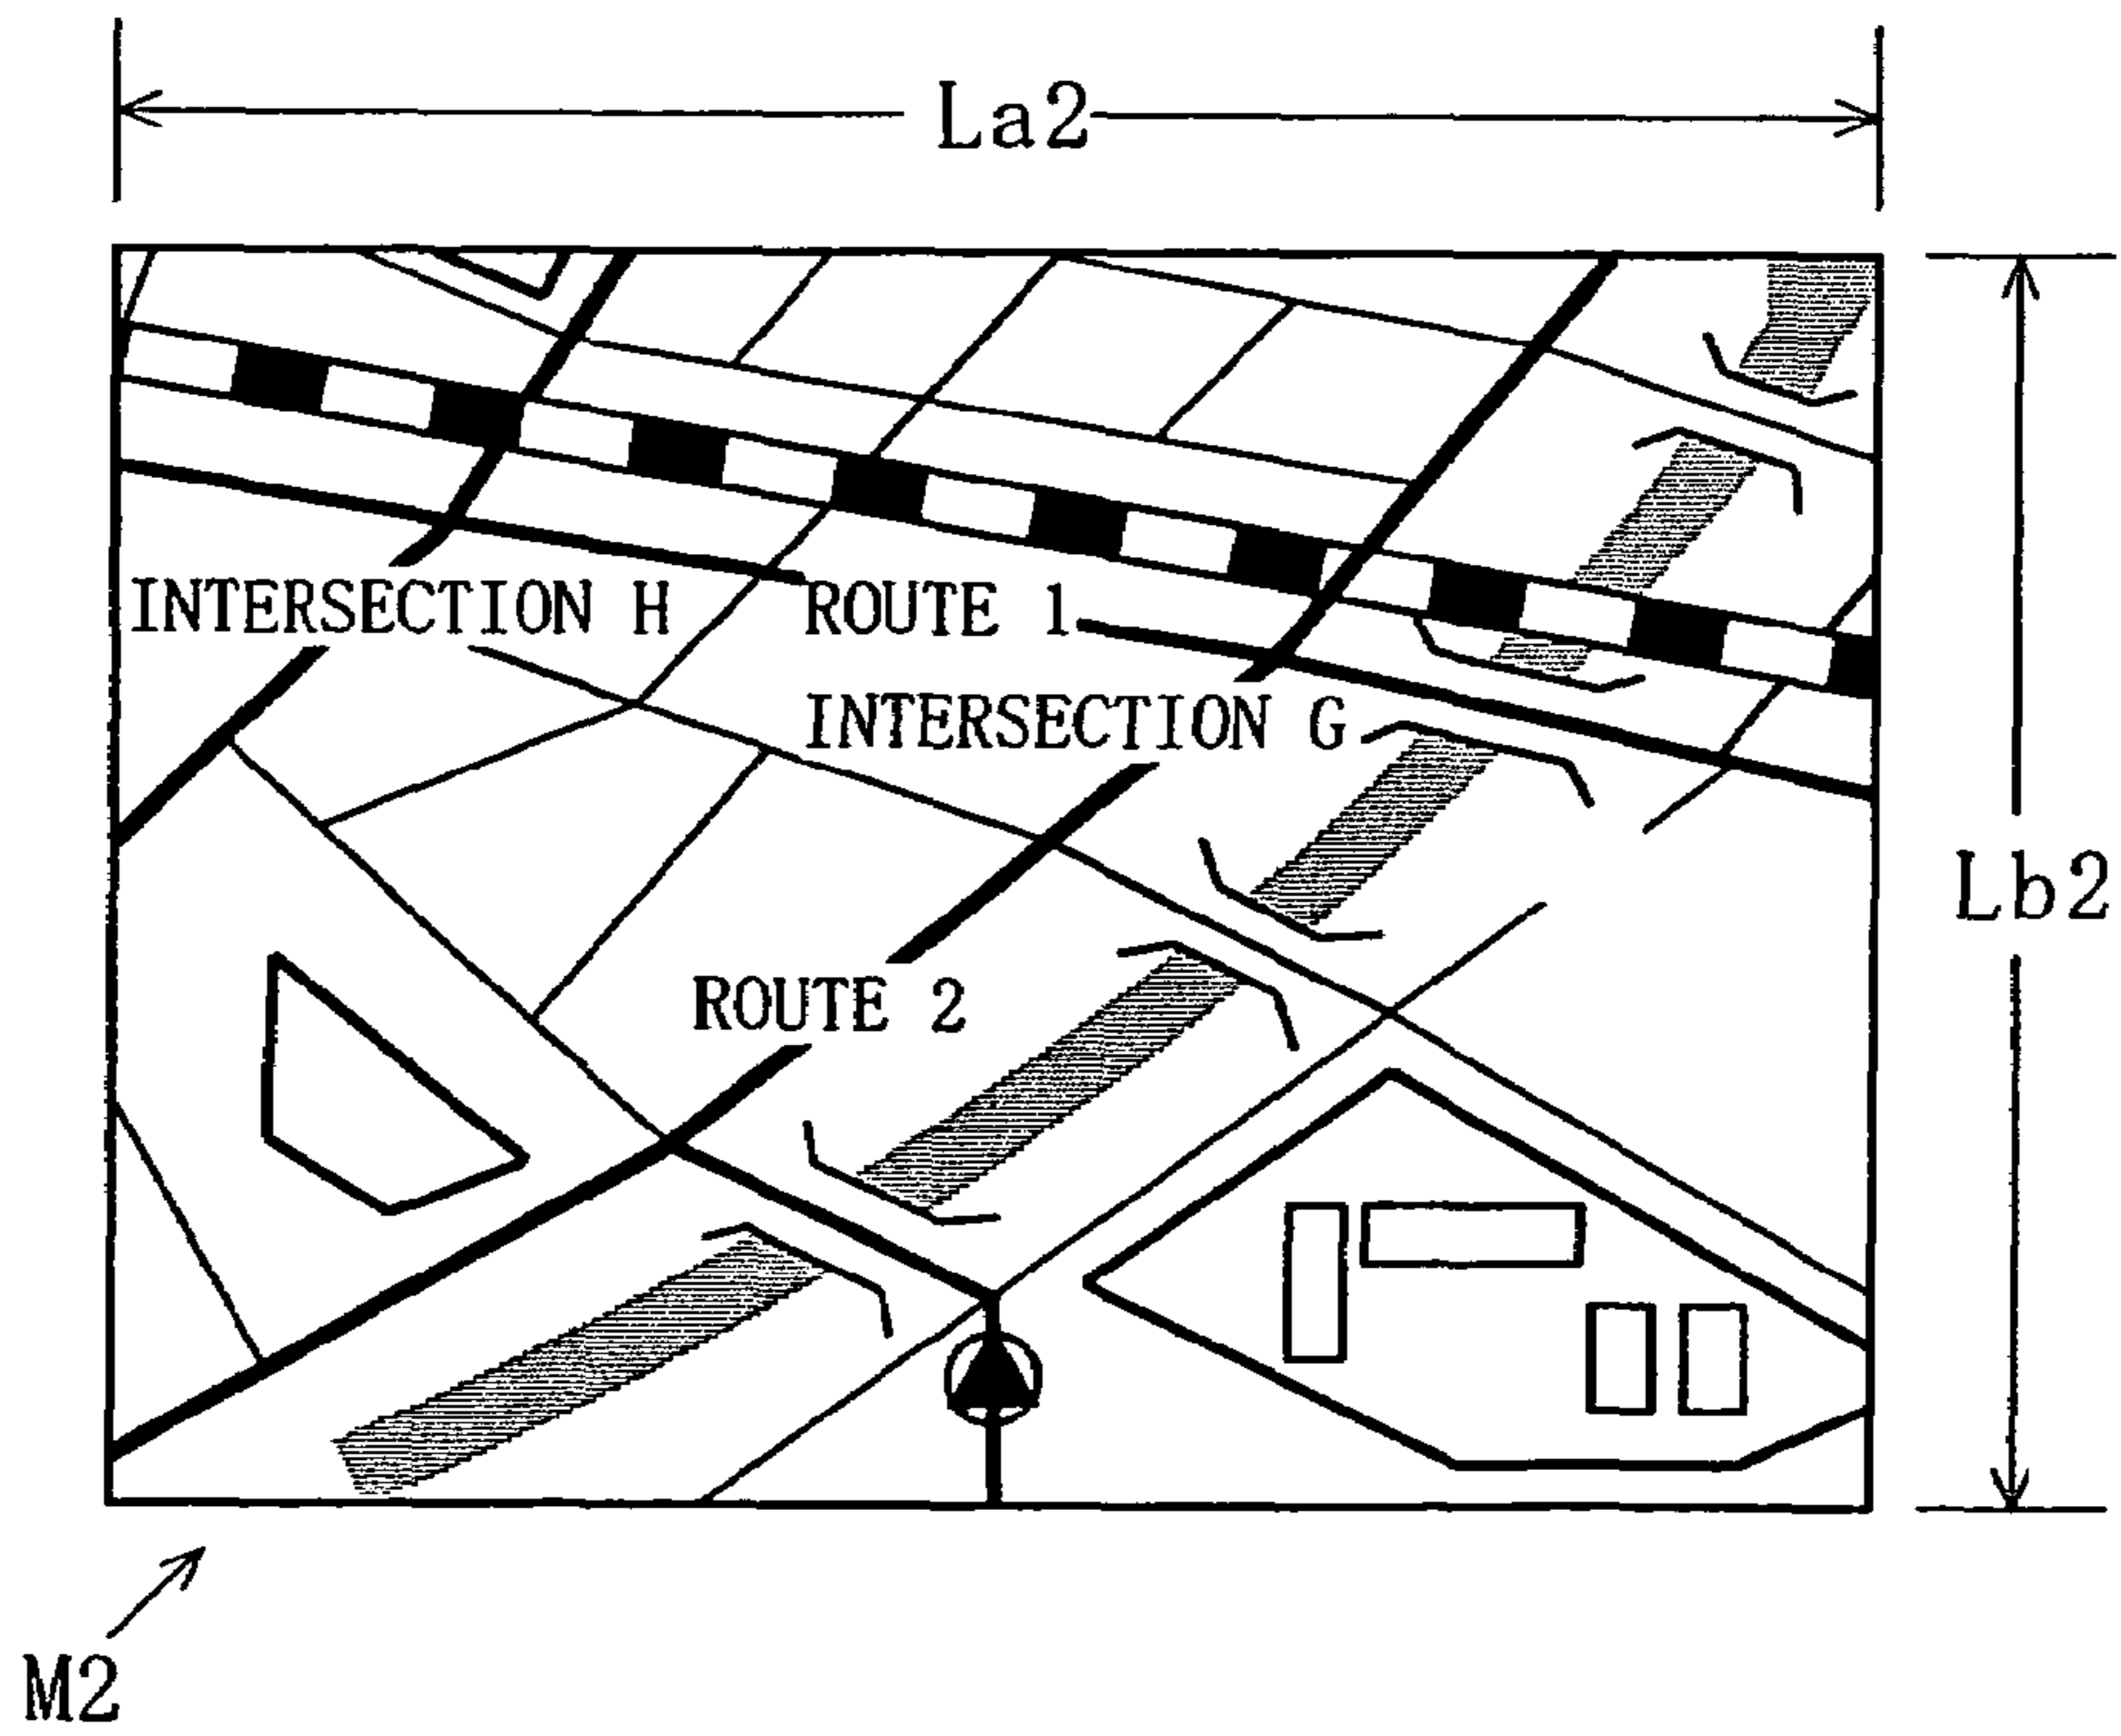 La2
INTERSECTION H
ROUTE 1
INTERSECTION G
Lb2
ROUTE 2
M2